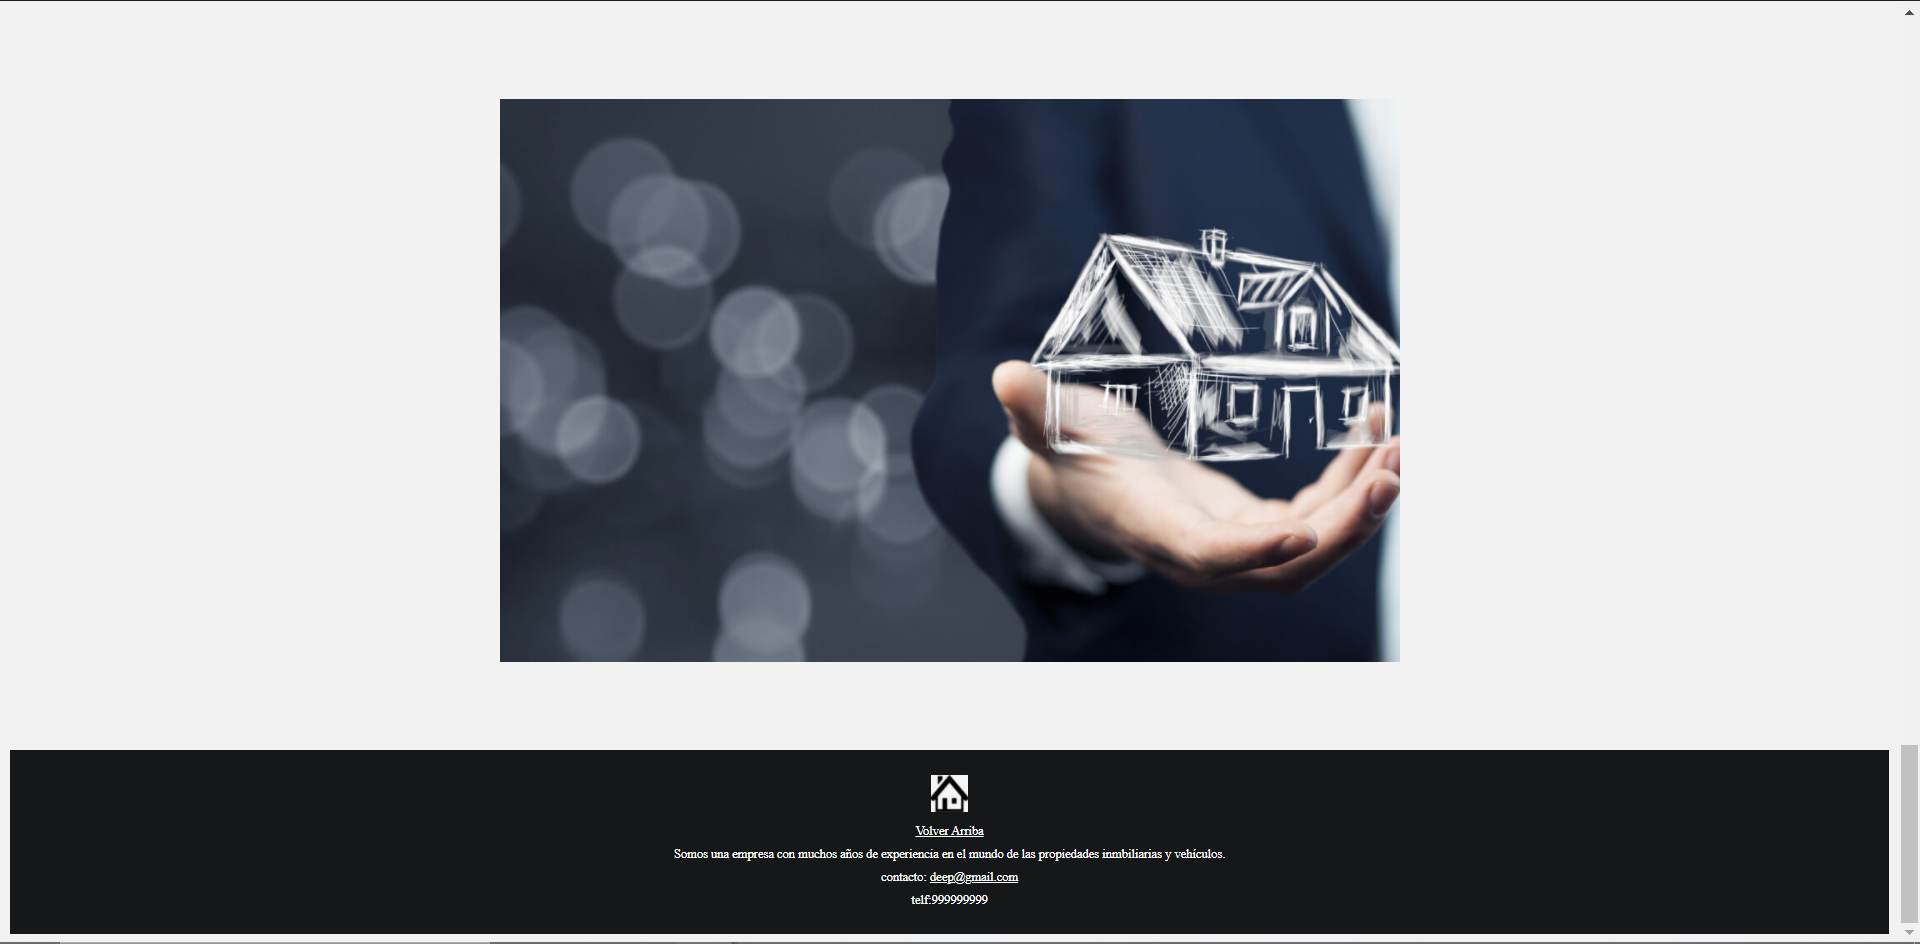 Volver Arriba
Somos una empresa con muchos años de experiencia en el mundo de las propiedades inmbiliarias y vehículos.
contacto: deep@gmail.com
telf:999999999